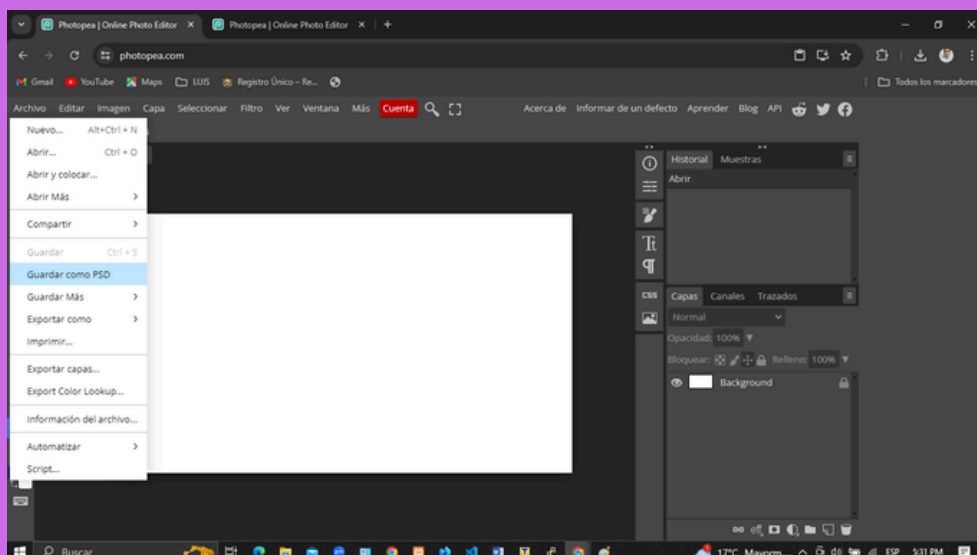 Photopea | Online Photo Editor
Photopea | Online Photo Editor
photopea.com
Gmail YouTube Maps LUIS Registro Único – Re... Todos los marcadores
Archivo Editar Imagen Capa Seleccionar Filtro Ver Ventana Más Cuenta Acerca de Informar de un defecto Aprender Blog API
Nuevo... Alt+Ctrl + N
Abrir... Ctrl + O
Abrir y colocar...
Abrir Más
Compartir
Guardar Ctrl + S
Guardar como PSD
Guardar Más
Exportar como
Imprimir...
Exportar capas...
Export Color Lookup...
Información del archivo...
Automatizar
Script...
Historial Muestras
Abrir
CSS
Capas Canales Trazados
Normal
Opacidad: 100%
Bloquear: Relleno: 100%
Background
eff
Buscar 17°C Mayorm... ESP 5:31 PM